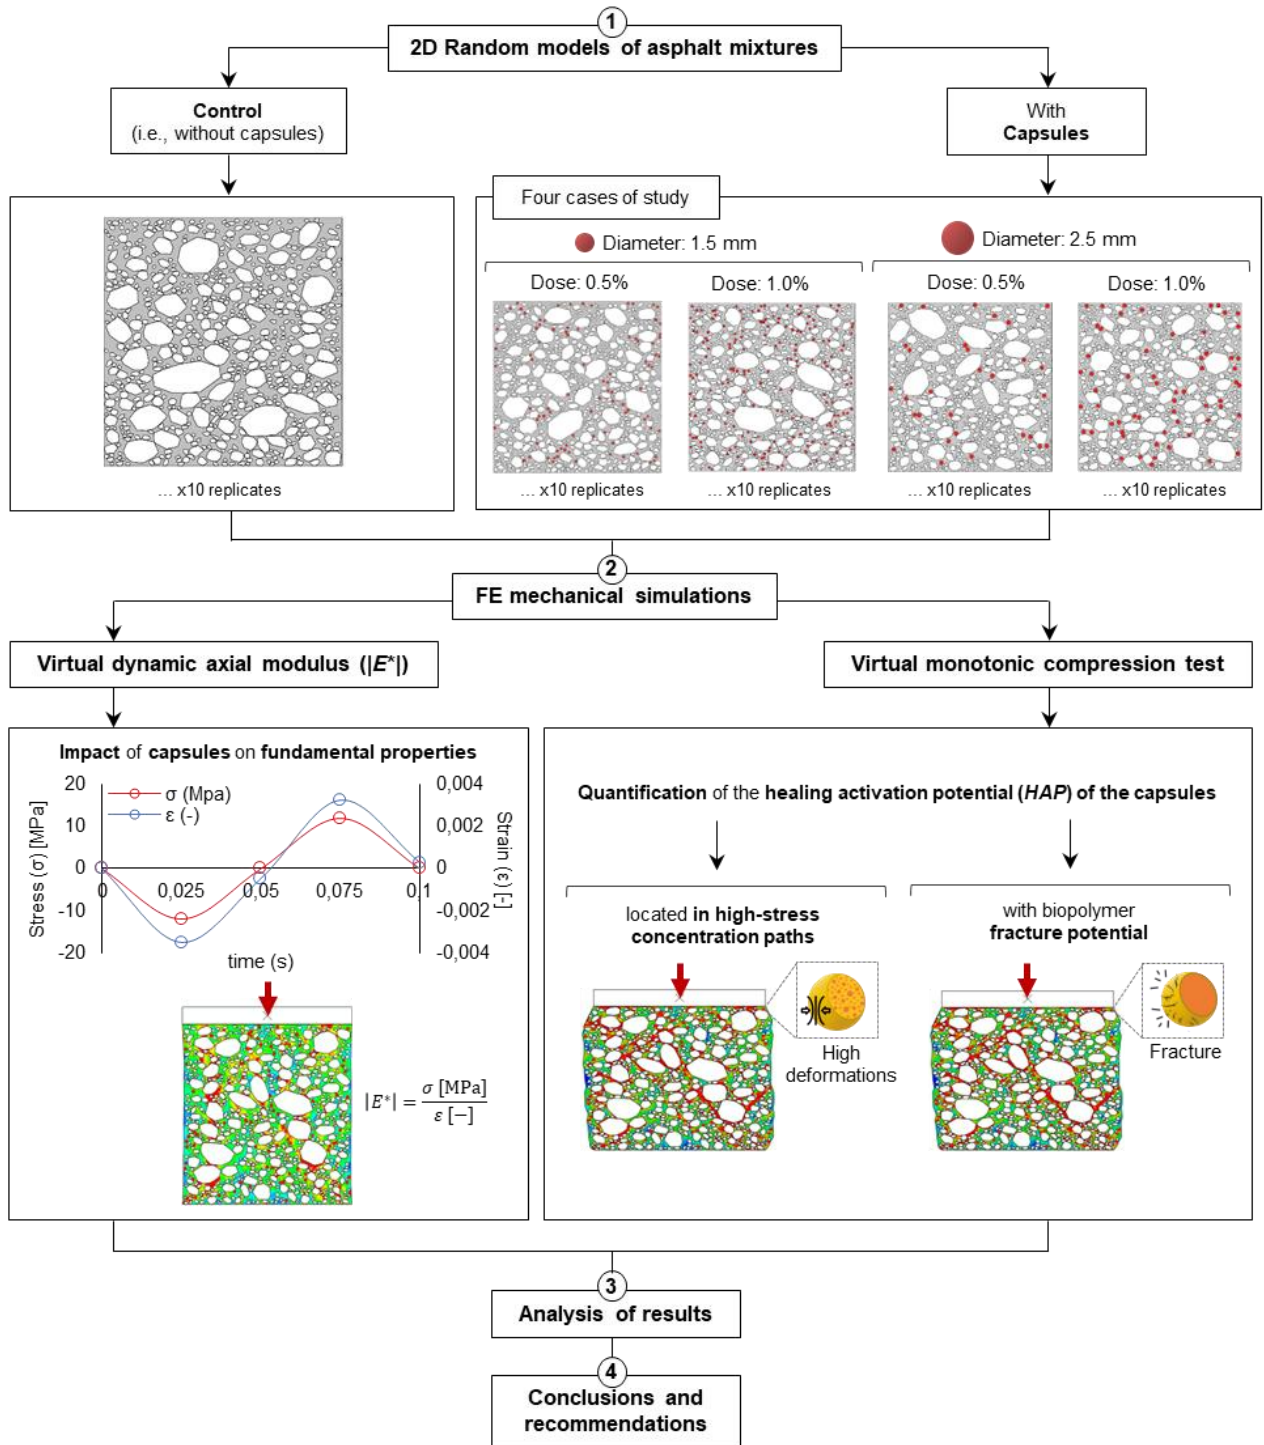 1
2D Random models of asphalt mixtures
Control
(i.e., without capsules)
With
Capsules
... x10 replicates
Four cases of study
Diameter: 1.5 mm
Diameter: 2.5 mm
Dose: 0.5%
Dose: 1.0%
Dose: 0.5%
Dose: 1.0%
... x10 replicates
... x10 replicates
... x10 replicates
... x10 replicates
2
FE mechanical simulations
Virtual dynamic axial modulus (|E*|)
Virtual monotonic compression test
Impact of capsules on fundamental properties
Stress (σ) [MPa]
20
10
0
-10
-20
σ (Mpa)
ε (-)
0
0,025
0,05
0,075
0,1
time (s)
0,004
0,002
0
-0,002
-0,004
Strain (ε) [-]
|E*| = σ [MPa] / ε [−]
Quantification of the healing activation potential (HAP) of the capsules
located in high-stress
concentration paths
High
deformations
with biopolymer
fracture potential
Fracture
3
Analysis of results
4
Conclusions and
recommendations